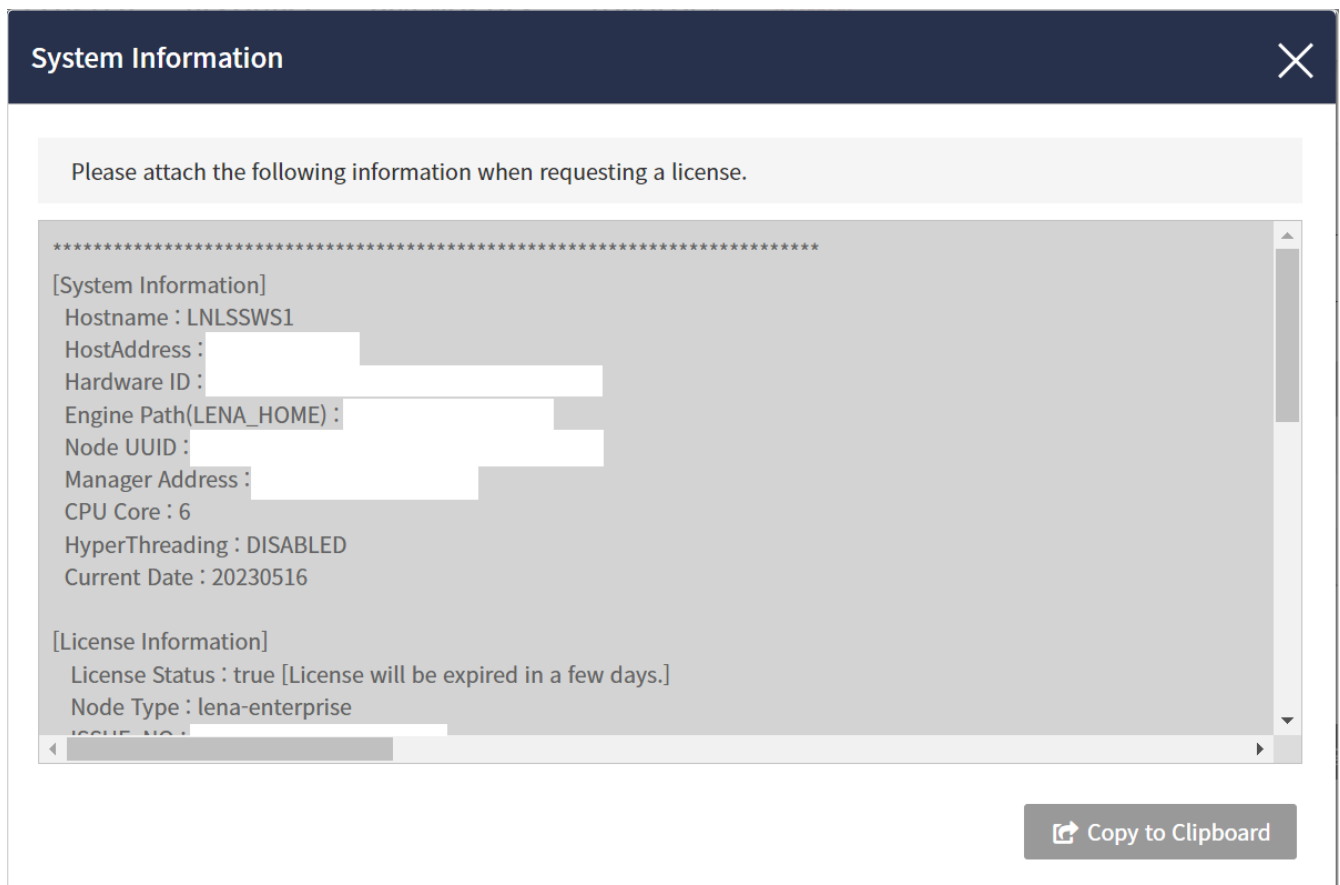 System Information
Please attach the following information when requesting a license.
****************************************************************************
[System Information]
Hostname : LNLSSWS1
HostAddress :
Hardware ID :
Engine Path(LENA_HOME) :
Node UUID :
Manager Address :
CPU Core : 6
HyperThreading : DISABLED
Current Date : 20230516
[License Information]
License Status : true [License will be expired in a few days.]
Node Type : lena-enterprise
ISSUE_NO :
Copy to Clipboard